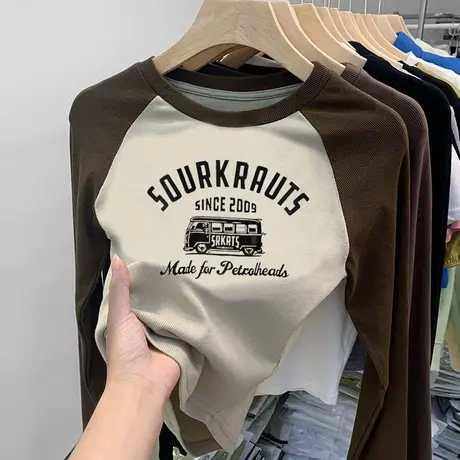 SOURKRAUTS
SINCE 2009
SRKRTS
Made for Petrolheads